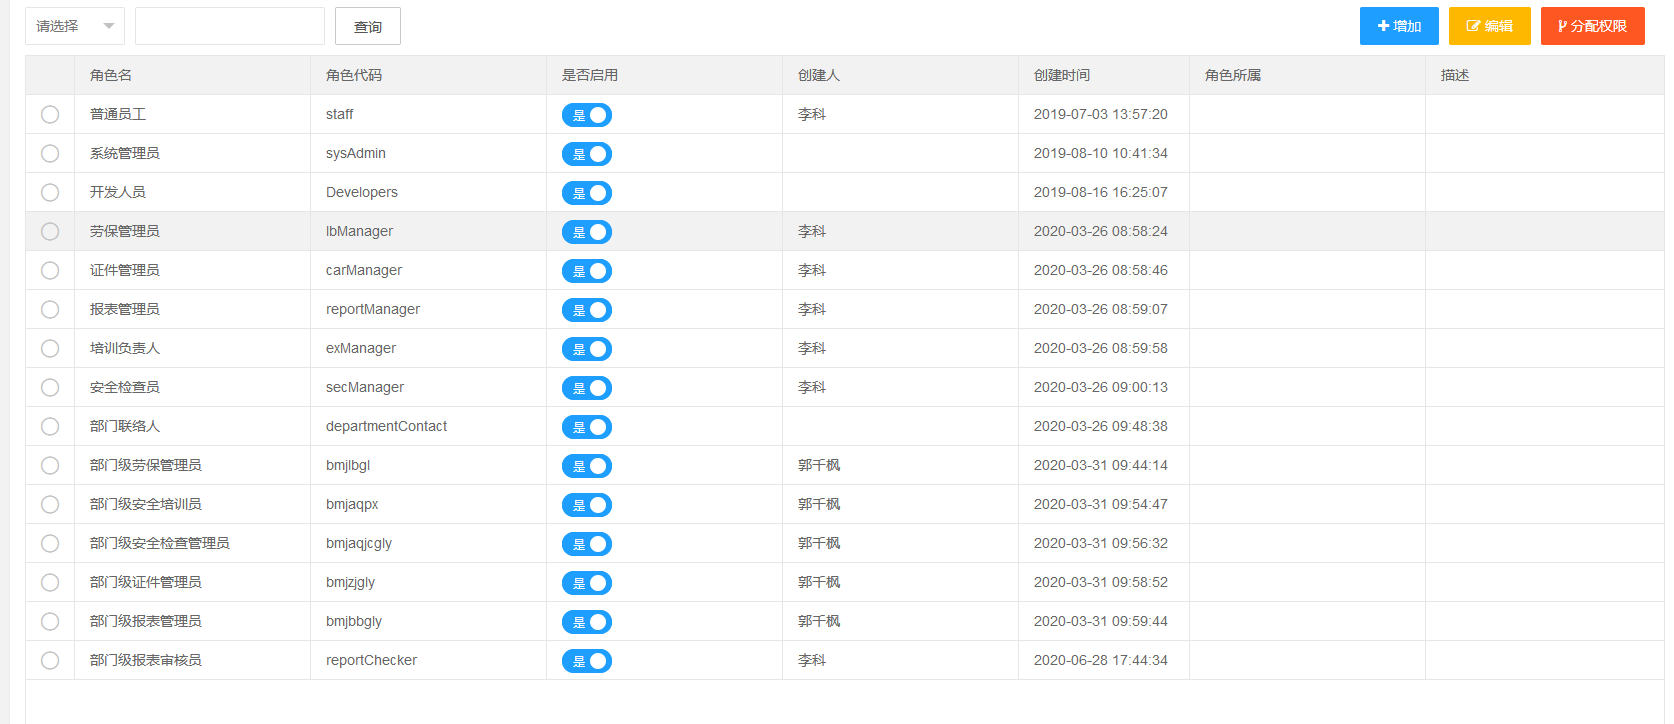 请选择 查询 增加 编辑 分配权限
角色名 角色代码 是否启用 创建人 创建时间 角色所属 描述
普通员工 staff 是 李科 2019-07-03 13:57:20
系统管理员 sysAdmin 是 2019-08-10 10:41:34
开发人员 Developers 是 2019-08-16 16:25:07
劳保管理员 lbManager 是 李科 2020-03-26 08:58:24
证件管理员 carManager 是 李科 2020-03-26 08:58:46
报表管理员 reportManager 是 李科 2020-03-26 08:59:07
培训负责人 exManager 是 李科 2020-03-26 08:59:58
安全检查员 secManager 是 李科 2020-03-26 09:00:13
部门联络人 departmentContact 是 2020-03-26 09:48:38
部门级劳保管理员 bmjlbgl 是 郭千枫 2020-03-31 09:44:14
部门级安全培训员 bmjaqpx 是 郭千枫 2020-03-31 09:54:47
部门级安全检查管理员 bmjaqjcgly 是 郭千枫 2020-03-31 09:56:32
部门级证件管理员 bmjzjgly 是 郭千枫 2020-03-31 09:58:52
部门级报表管理员 bmjbbgly 是 郭千枫 2020-03-31 09:59:44
部门级报表审核员 reportChecker 是 李科 2020-06-28 17:44:34